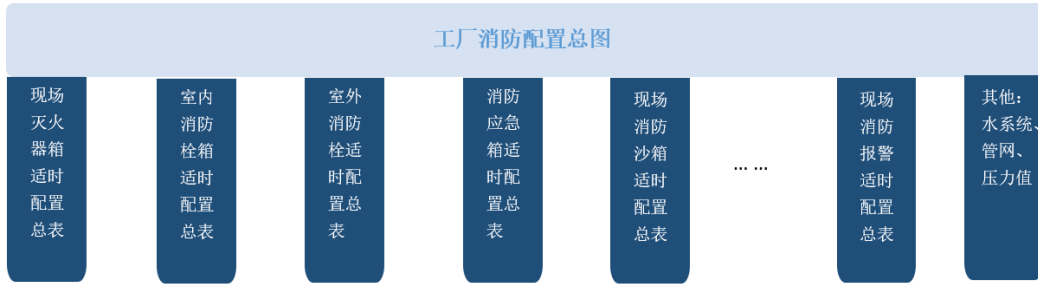 工厂消防配置总图
现场
灭火
器箱
适时
配置
总表
室内
消防
栓箱
适时
配置
总表
室外
消防
栓适
时配
置总
表
消防
应急
箱适
时配
置总
表
现场
消防
沙箱
适时
配置
总表
... ...
现场
消防
报警
适时
配置
总表
其他：
水系统、
管网、
压力值